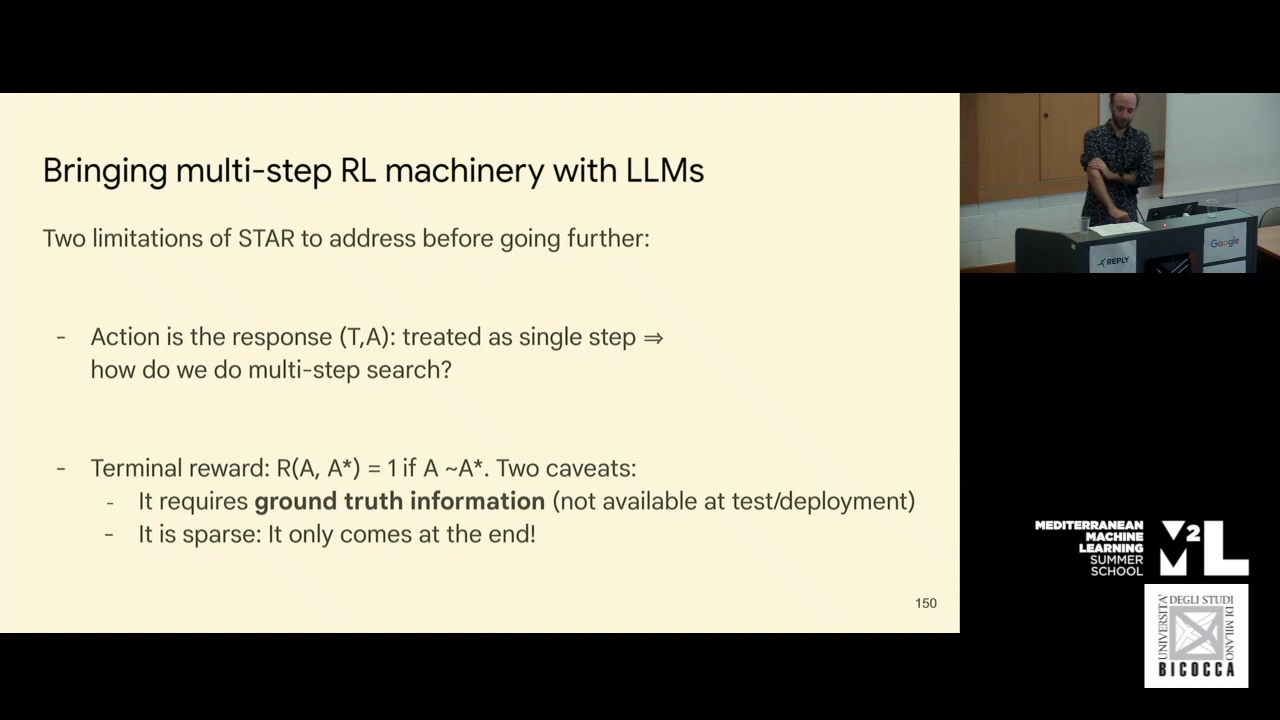 Bringing multi-step RL machinery with LLMs
Two limitations of STAR to address before going further:
- Action is the response (T,A): treated as single step ⇒
how do we do multi-step search?
- Terminal reward: R(A, A*) = 1 if A ~A*. Two caveats:
- It requires ground truth information (not available at test/deployment)
- It is sparse: It only comes at the end!
150
REPLY
Google
MEDITERRANEAN
MACHINE
LEARNING
SUMMER
SCHOOL
M2L
UNIVERSITÀ
DEGLI STUDI
DI MILANO
BICOCCA